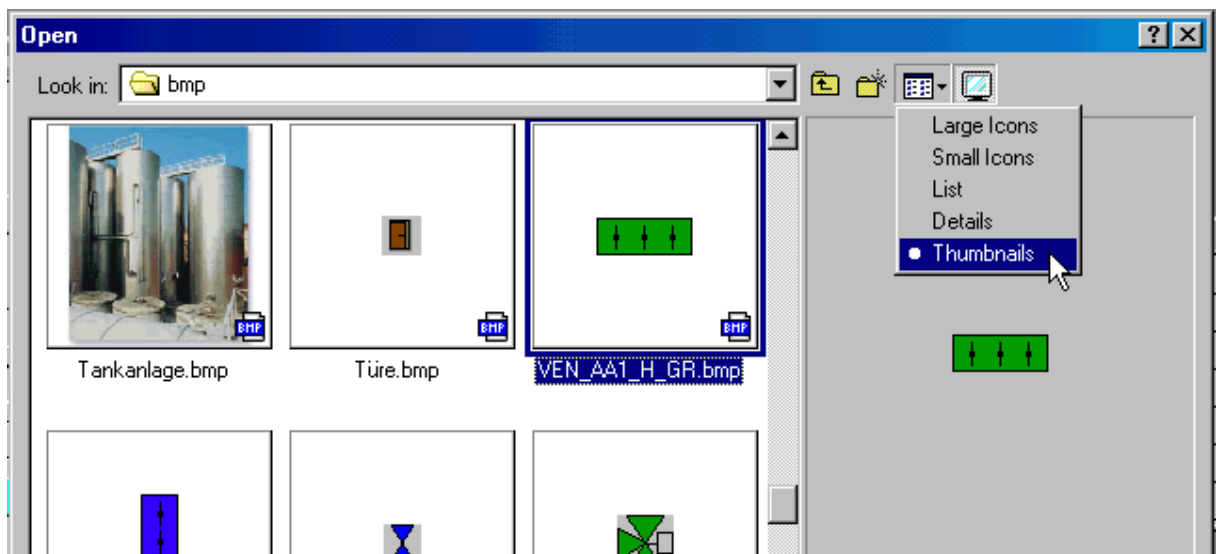 Open
Look in: bmp
Large Icons
Small Icons
List
Details
Thumbnails
BMP
BMP
BMP
Tankanlage.bmp
Türe.bmp
VEN_AA1_H_GR.bmp